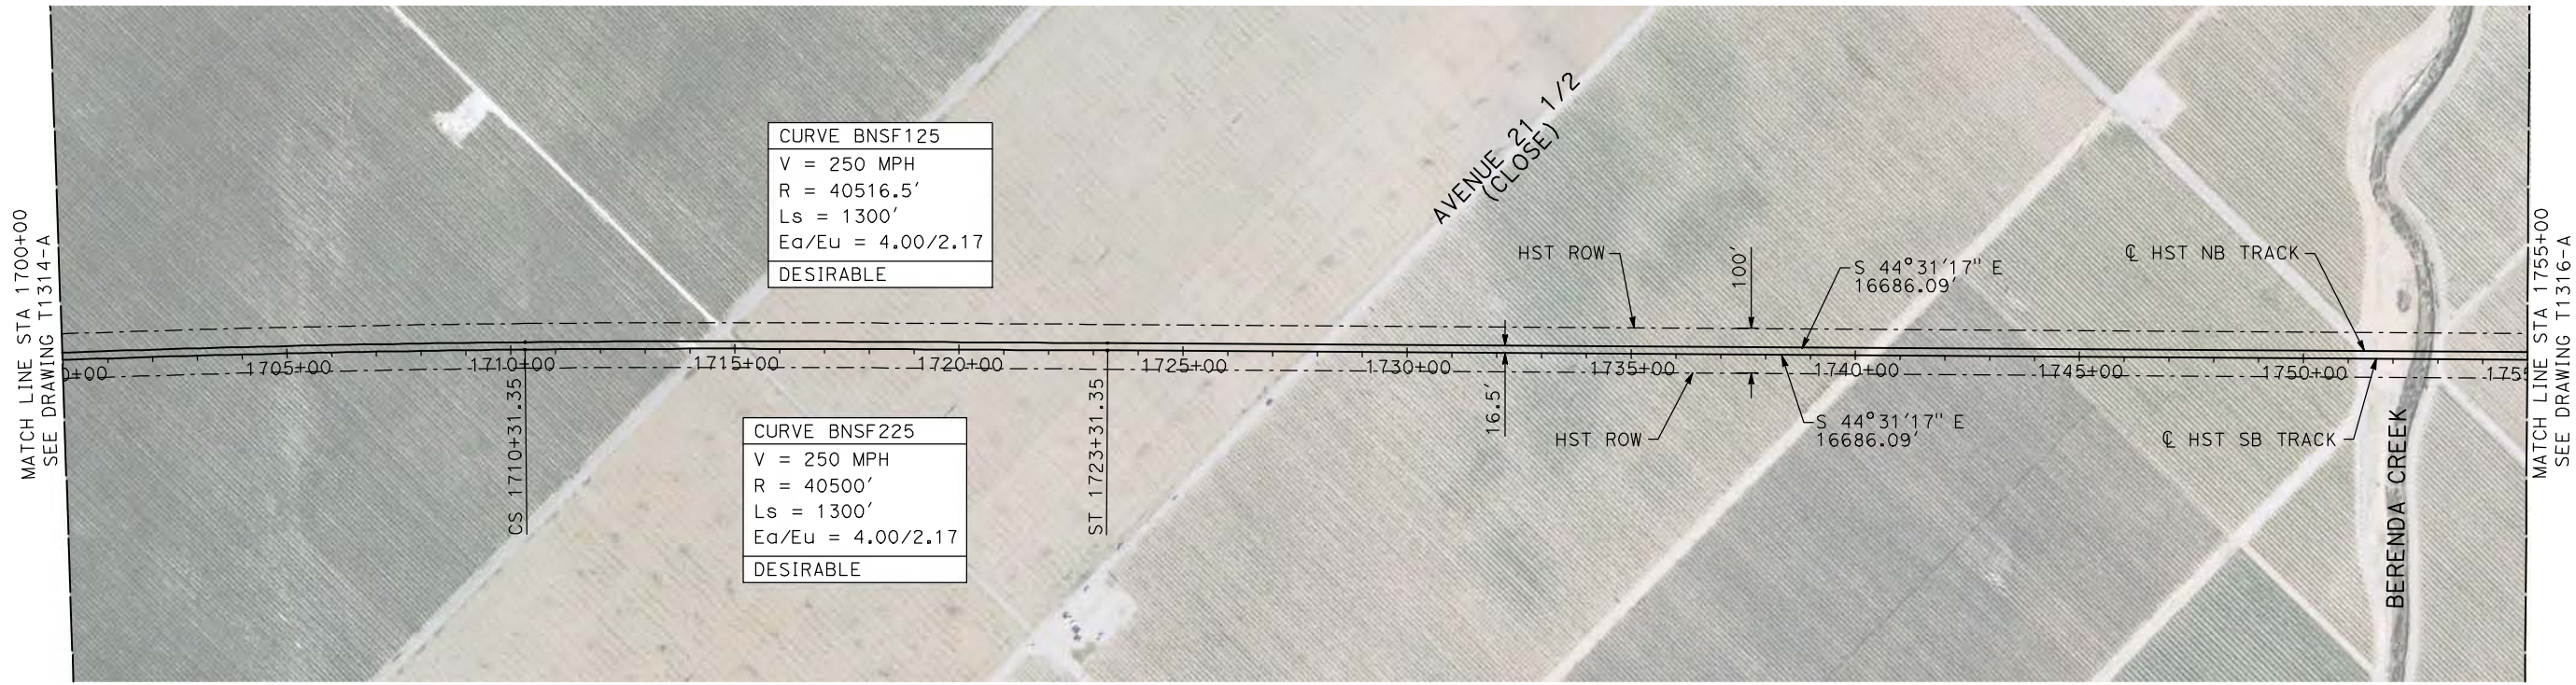 MATCH LINE STA 1700+00
SEE DRAWING T1314-A
CURVE BNSF125
V = 250 MPH
R = 40516.5'
Ls = 1300'
Ea/Eu = 4.00/2.17
DESIRABLE
AVENUE 21 1/2
(CLOSE)
HST ROW
100'
S 44°31'17" E
16686.09'
℄ HST NB TRACK
0+00
1705+00
1710+00
1715+00
1720+00
1725+00
1730+00
1735+00
1740+00
1745+00
1750+00
1755
CS 1710+31.35
ST 1723+31.35
16.5'
CURVE BNSF225
V = 250 MPH
R = 40500'
Ls = 1300'
Ea/Eu = 4.00/2.17
DESIRABLE
HST ROW
S 44°31'17" E
16686.09'
℄ HST SB TRACK
BERENDA CREEK
MATCH LINE STA 1755+00
SEE DRAWING T1316-A